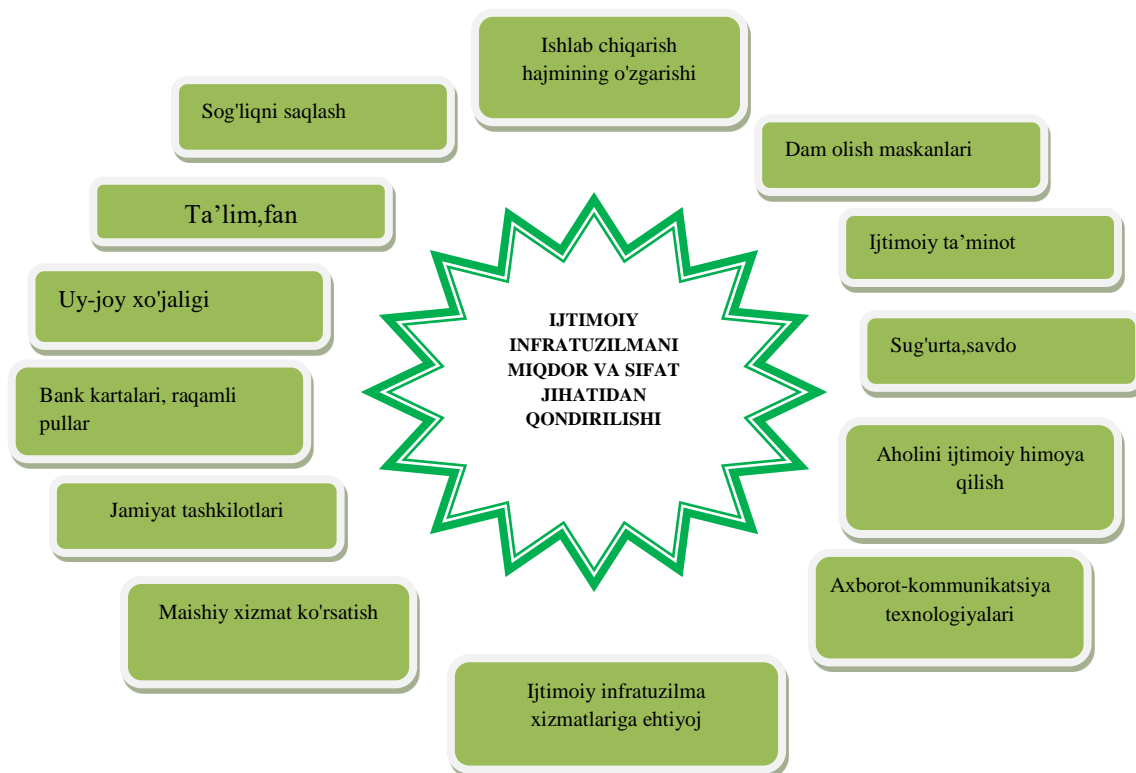 Ishlab chiqarish
hajmining o'zgarishi
Sog'liqni saqlash
Dam olish maskanlari
Ta’lim,fan
Ijtimoiy ta’minot
Uy-joy xo'jaligi
Sug'urta,savdo
IJTIMOIY
INFRATUZILMANI
MIQDOR VA SIFAT
JIHATIDAN
QONDIRILISHI
Bank kartalari, raqamli
pullar
Aholini ijtimoiy himoya
qilish
Jamiyat tashkilotlari
Axborot-kommunikatsiya
texnologiyalari
Maishiy xizmat ko'rsatish
Ijtimoiy infratuzilma
xizmatlariga ehtiyoj